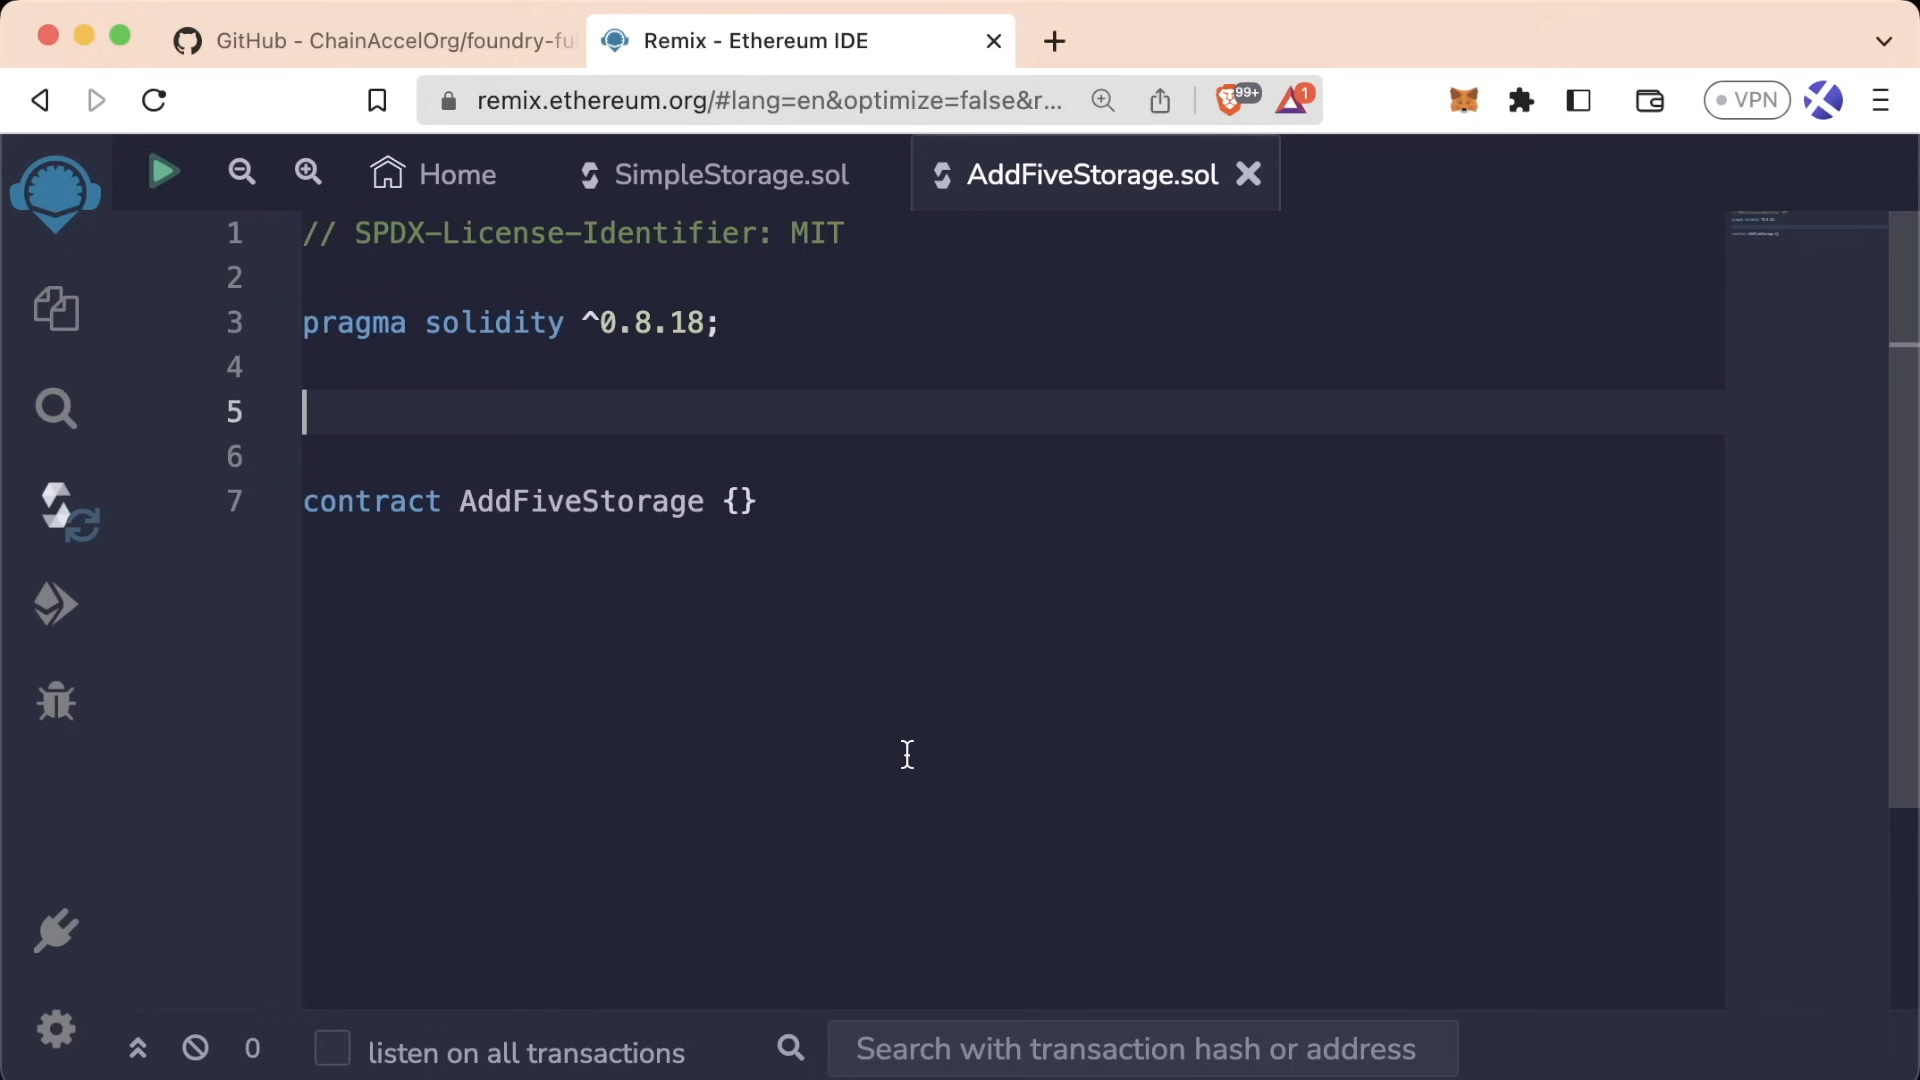 GitHub - ChainAccelOrg/foundry-ful
Remix - Ethereum IDE
remix.ethereum.org/#lang=en&optimize=false&r...
99+
1
VPN
Home
SimpleStorage.sol
AddFiveStorage.sol
1 // SPDX-License-Identifier: MIT
2
3 pragma solidity ^0.8.18;
4
5
6
7 contract AddFiveStorage {}
0
listen on all transactions
Search with transaction hash or address